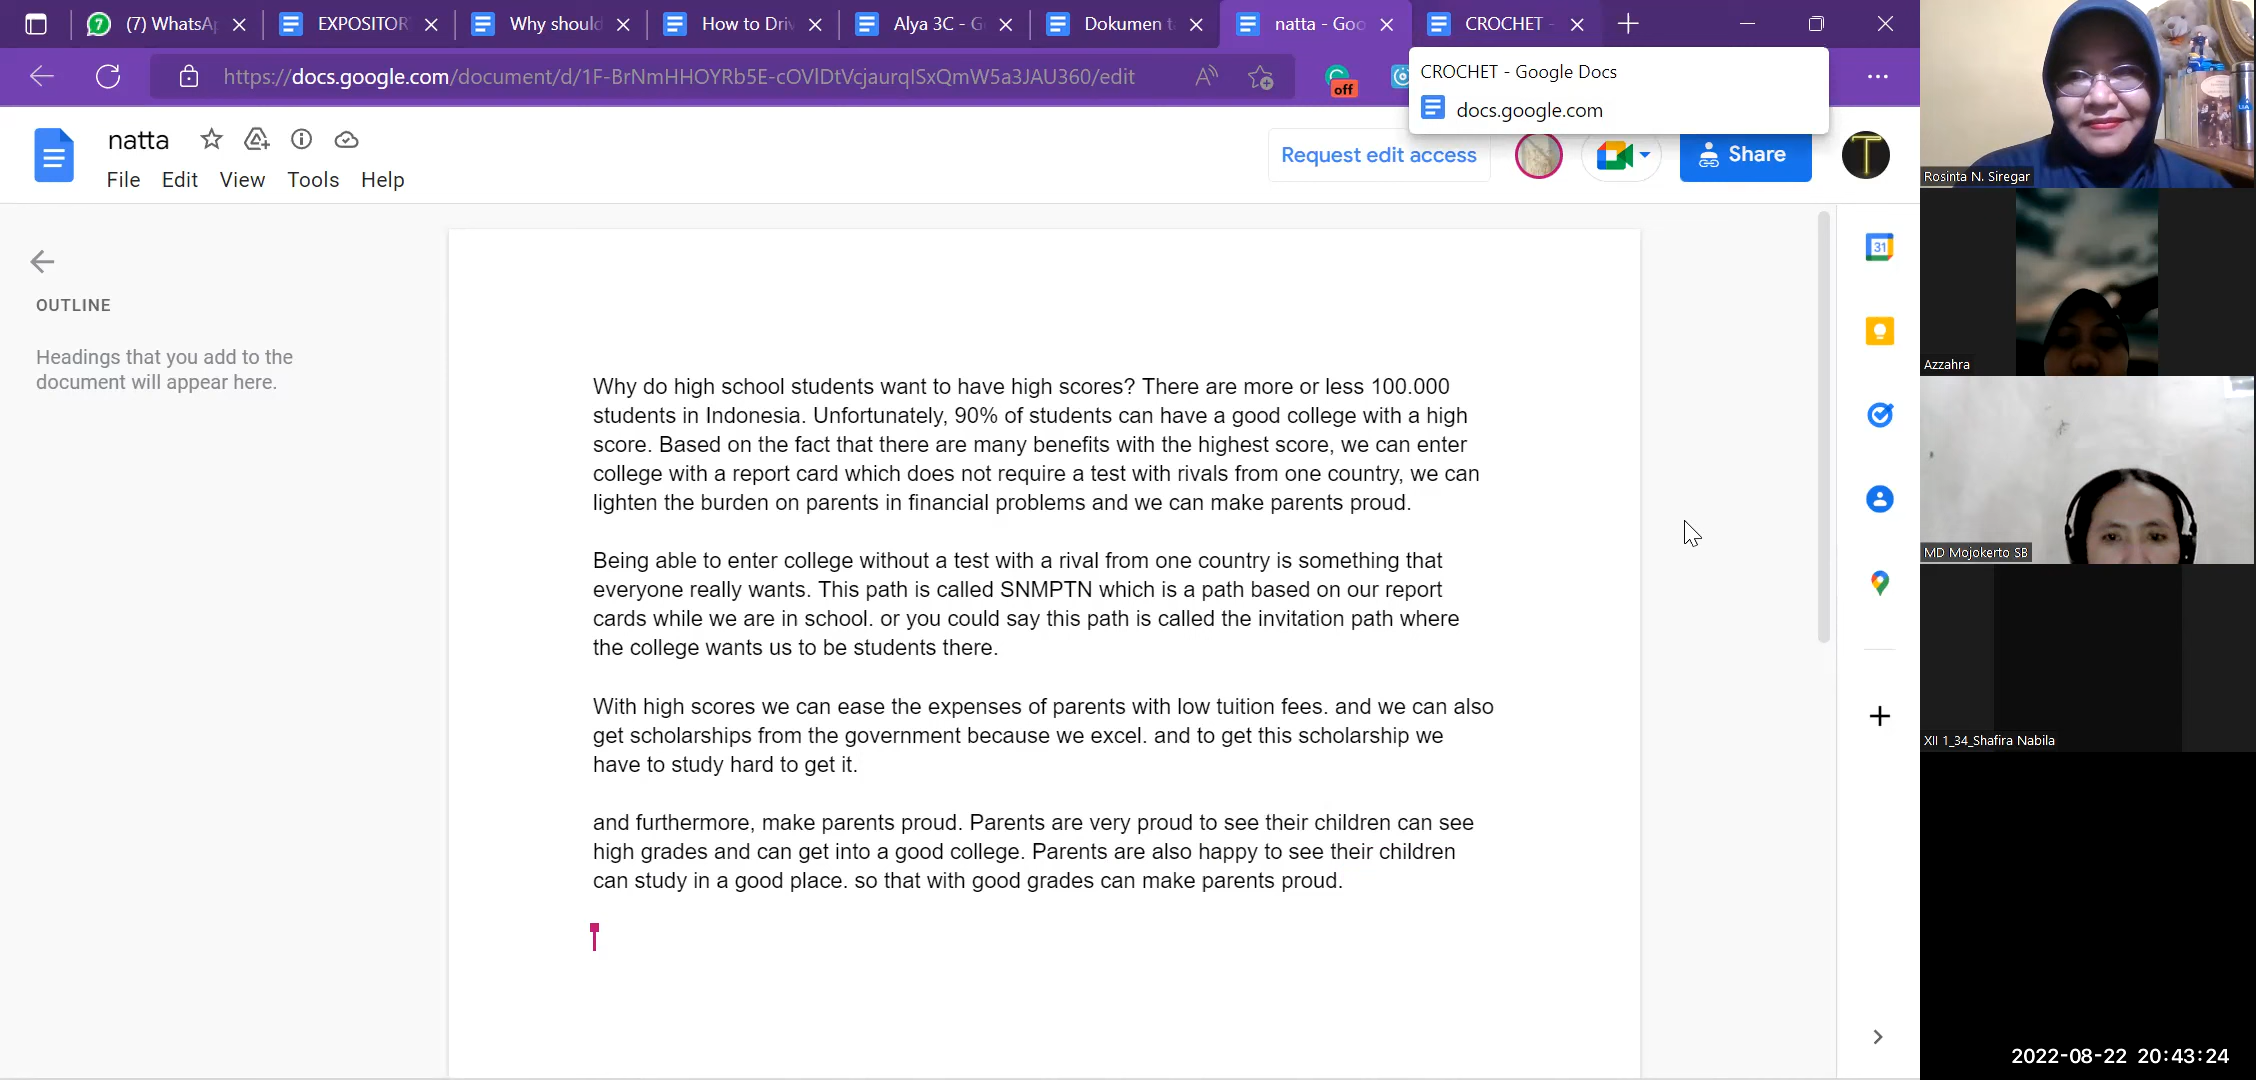 (7) WhatsA
EXPOSITOR
Why should
How to Driv
Alya 3C - G
Dokumen t
natta - Goo
CROCHET -
https://docs.google.com/document/d/1F-BrNmHHOYRb5E-cOVlDtVcjaurqlSxQmW5a3JAU360/edit
off
CROCHET - Google Docs
docs.google.com
natta
File Edit View Tools Help
Request edit access
Share
T
OUTLINE
Headings that you add to the
document will appear here.
Why do high school students want to have high scores? There are more or less 100.000
students in Indonesia. Unfortunately, 90% of students can have a good college with a high
score. Based on the fact that there are many benefits with the highest score, we can enter
college with a report card which does not require a test with rivals from one country, we can
lighten the burden on parents in financial problems and we can make parents proud.
Being able to enter college without a test with a rival from one country is something that
everyone really wants. This path is called SNMPTN which is a path based on our report
cards while we are in school. or you could say this path is called the invitation path where
the college wants us to be students there.
With high scores we can ease the expenses of parents with low tuition fees. and we can also
get scholarships from the government because we excel. and to get this scholarship we
have to study hard to get it.
and furthermore, make parents proud. Parents are very proud to see their children can see
high grades and can get into a good college. Parents are also happy to see their children
can study in a good place. so that with good grades can make parents proud.
31
Rosinta N. Siregar
Azzahra
MD Mojokerto SB
XII 1_34_Shafira Nabila
2022-08-22 20:43:24